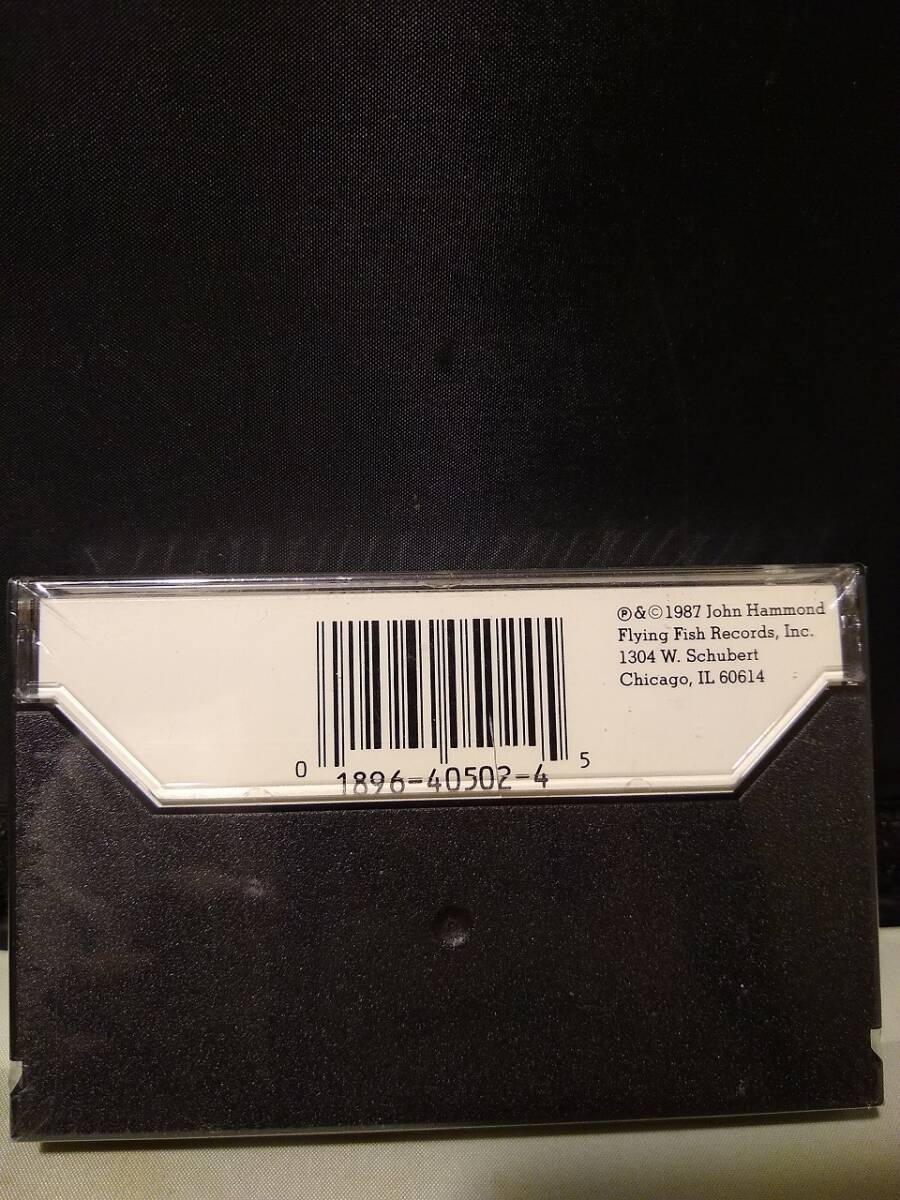 ℗&©1987 John Hammond
Flying Fish Records, Inc.
1304 W. Schubert
Chicago, IL 60614
0 1896-40502-4 5